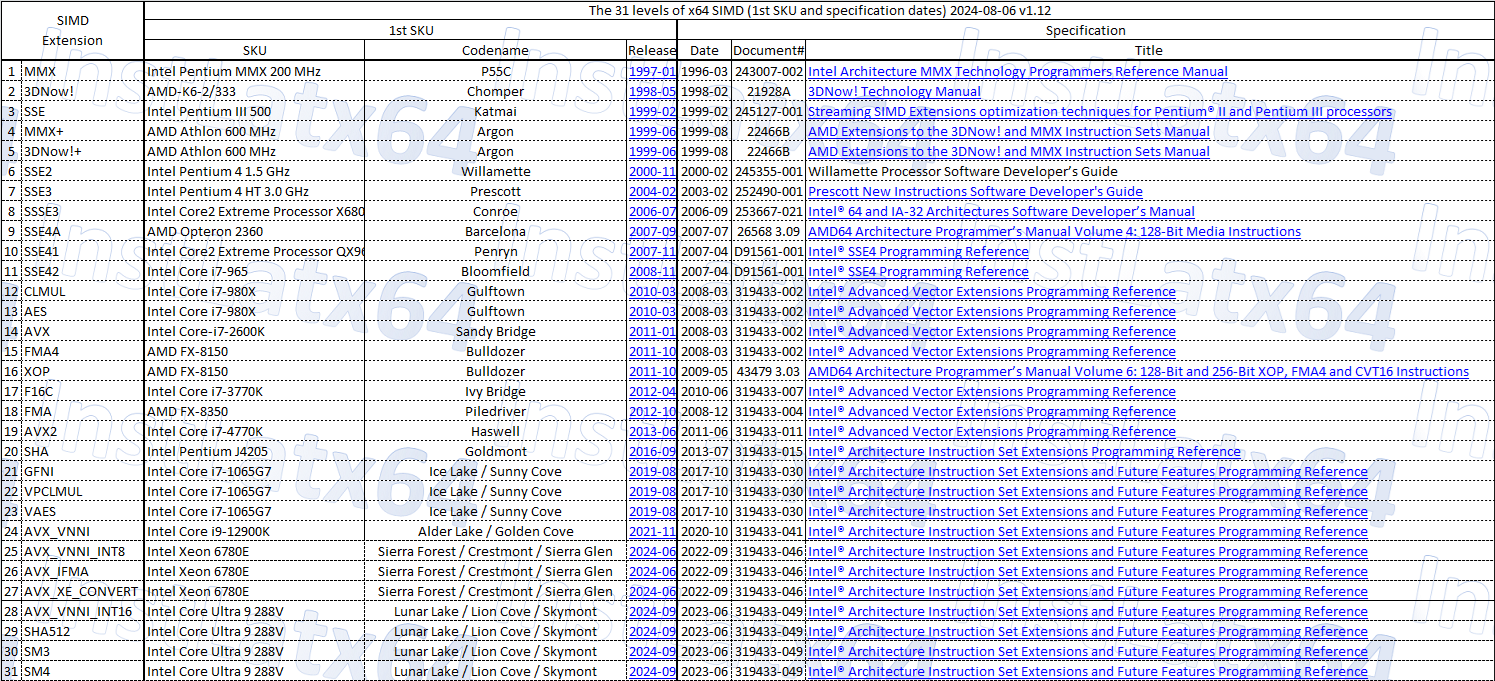 The 31 levels of x64 SIMD (1st SKU and specification dates) 2024-08-06 v1.12
SIMD Extension 1st SKU Specification
SKU Codename Release Date Document# Title
1 MMX Intel Pentium MMX 200 MHz P55C 1997-01 1996-03 243007-002 Intel Architecture MMX Technology Programmers Reference Manual
2 3DNow! AMD-K6-2/333 Chomper 1998-05 1998-02 21928A 3DNow! Technology Manual
3 SSE Intel Pentium III 500 Katmai 1999-02 1999-02 245127-001 Streaming SIMD Extensions optimization techniques for Pentium® II and Pentium III processors
4 MMX+ AMD Athlon 600 MHz Argon 1999-06 1999-08 22466B AMD Extensions to the 3DNow! and MMX Instruction Sets Manual
5 3DNow!+ AMD Athlon 600 MHz Argon 1999-06 1999-08 22466B AMD Extensions to the 3DNow! and MMX Instruction Sets Manual
6 SSE2 Intel Pentium 4 1.5 GHz Willamette 2000-11 2000-02 245355-001 Willamette Processor Software Developer’s Guide
7 SSE3 Intel Pentium 4 HT 3.0 GHz Prescott 2004-02 2003-02 252490-001 Prescott New Instructions Software Developer's Guide
8 SSSE3 Intel Core2 Extreme Processor X680 Conroe 2006-07 2006-09 253667-021 Intel® 64 and IA-32 Architectures Software Developer’s Manual
9 SSE4A AMD Opteron 2360 Barcelona 2007-09 2007-07 26568 3.09 AMD64 Architecture Programmer’s Manual Volume 4: 128-Bit Media Instructions
10 SSE41 Intel Core2 Extreme Processor QX96 Penryn 2007-11 2007-04 D91561-001 Intel® SSE4 Programming Reference
11 SSE42 Intel Core i7-965 Bloomfield 2008-11 2007-04 D91561-001 Intel® SSE4 Programming Reference
12 CLMUL Intel Core i7-980X Gulftown 2010-03 2008-03 319433-002 Intel® Advanced Vector Extensions Programming Reference
13 AES Intel Core i7-980X Gulftown 2010-03 2008-03 319433-002 Intel® Advanced Vector Extensions Programming Reference
14 AVX Intel Core-i7-2600K Sandy Bridge 2011-01 2008-03 319433-002 Intel® Advanced Vector Extensions Programming Reference
15 FMA4 AMD FX-8150 Bulldozer 2011-10 2008-03 319433-002 Intel® Advanced Vector Extensions Programming Reference
16 XOP AMD FX-8150 Bulldozer 2011-10 2009-05 43479 3.03 AMD64 Architecture Programmer’s Manual Volume 6: 128-Bit and 256-Bit XOP, FMA4 and CVT16 Instructions
17 F16C Intel Core i7-3770K Ivy Bridge 2012-04 2010-06 319433-007 Intel® Advanced Vector Extensions Programming Reference
18 FMA AMD FX-8350 Piledriver 2012-10 2008-12 319433-004 Intel® Advanced Vector Extensions Programming Reference
19 AVX2 Intel Core i7-4770K Haswell 2013-06 2011-06 319433-011 Intel® Advanced Vector Extensions Programming Reference
20 SHA Intel Pentium J4205 Goldmont 2016-09 2013-07 319433-015 Intel® Architecture Instruction Set Extensions Programming Reference
21 GFNI Intel Core i7-1065G7 Ice Lake / Sunny Cove 2019-08 2017-10 319433-030 Intel® Architecture Instruction Set Extensions and Future Features Programming Reference
22 VPCLMUL Intel Core i7-1065G7 Ice Lake / Sunny Cove 2019-08 2017-10 319433-030 Intel® Architecture Instruction Set Extensions and Future Features Programming Reference
23 VAES Intel Core i7-1065G7 Ice Lake / Sunny Cove 2019-08 2017-10 319433-030 Intel® Architecture Instruction Set Extensions and Future Features Programming Reference
24 AVX_VNNI Intel Core i9-12900K Alder Lake / Golden Cove 2021-11 2020-10 319433-041 Intel® Architecture Instruction Set Extensions and Future Features Programming Reference
25 AVX_VNNI_INT8 Intel Xeon 6780E Sierra Forest / Crestmont / Sierra Glen 2024-06 2022-09 319433-046 Intel® Architecture Instruction Set Extensions and Future Features Programming Reference
26 AVX_IFMA Intel Xeon 6780E Sierra Forest / Crestmont / Sierra Glen 2024-06 2022-09 319433-046 Intel® Architecture Instruction Set Extensions and Future Features Programming Reference
27 AVX_XE_CONVERT Intel Xeon 6780E Sierra Forest / Crestmont / Sierra Glen 2024-06 2022-09 319433-046 Intel® Architecture Instruction Set Extensions and Future Features Programming Reference
28 AVX_VNNI_INT16 Intel Core Ultra 9 288V Lunar Lake / Lion Cove / Skymont 2024-09 2023-06 319433-049 Intel® Architecture Instruction Set Extensions and Future Features Programming Reference
29 SHA512 Intel Core Ultra 9 288V Lunar Lake / Lion Cove / Skymont 2024-09 2023-06 319433-049 Intel® Architecture Instruction Set Extensions and Future Features Programming Reference
30 SM3 Intel Core Ultra 9 288V Lunar Lake / Lion Cove / Skymont 2024-09 2023-06 319433-049 Intel® Architecture Instruction Set Extensions and Future Features Programming Reference
31 SM4 Intel Core Ultra 9 288V Lunar Lake / Lion Cove / Skymont 2024-09 2023-06 319433-049 Intel® Architecture Instruction Set Extensions and Future Features Programming Reference